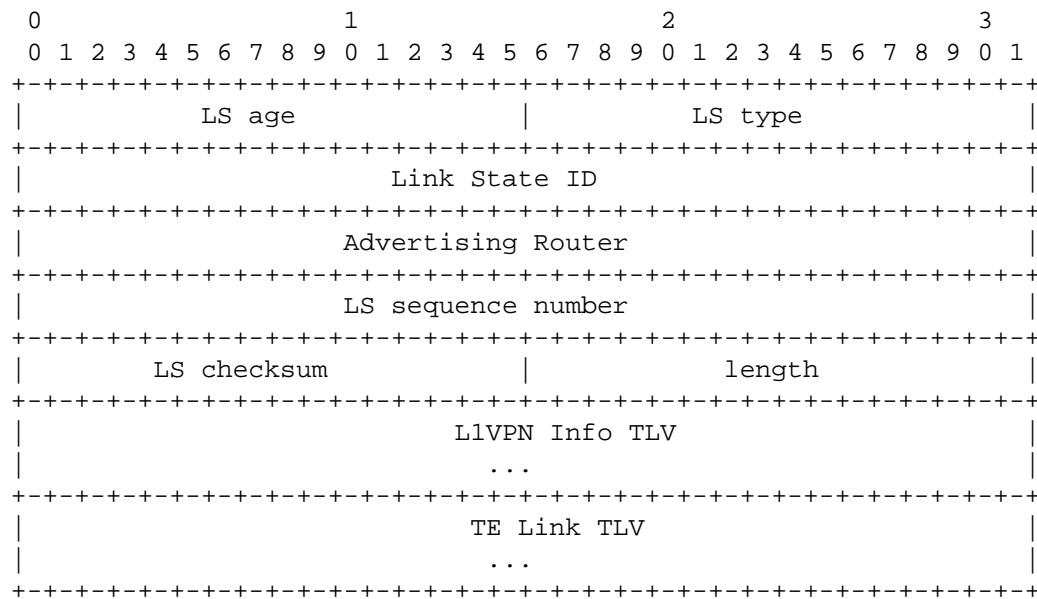 0                   1                   2                   3
 0 1 2 3 4 5 6 7 8 9 0 1 2 3 4 5 6 7 8 9 0 1 2 3 4 5 6 7 8 9 0 1
+-+-+-+-+-+-+-+-+-+-+-+-+-+-+-+-+-+-+-+-+-+-+-+-+-+-+-+-+-+-+-+-+
|           LS age              |          LS type              |
+-+-+-+-+-+-+-+-+-+-+-+-+-+-+-+-+-+-+-+-+-+-+-+-+-+-+-+-+-+-+-+-+
|                       Link State ID                           |
+-+-+-+-+-+-+-+-+-+-+-+-+-+-+-+-+-+-+-+-+-+-+-+-+-+-+-+-+-+-+-+-+
|                    Advertising Router                         |
+-+-+-+-+-+-+-+-+-+-+-+-+-+-+-+-+-+-+-+-+-+-+-+-+-+-+-+-+-+-+-+-+
|                    LS sequence number                         |
+-+-+-+-+-+-+-+-+-+-+-+-+-+-+-+-+-+-+-+-+-+-+-+-+-+-+-+-+-+-+-+-+
|        LS checksum            |            length             |
+-+-+-+-+-+-+-+-+-+-+-+-+-+-+-+-+-+-+-+-+-+-+-+-+-+-+-+-+-+-+-+-+
|                           L1VPN Info TLV                      |
|                             ...                               |
+-+-+-+-+-+-+-+-+-+-+-+-+-+-+-+-+-+-+-+-+-+-+-+-+-+-+-+-+-+-+-+-+
|                            TE Link TLV                        |
|                             ...                               |
+-+-+-+-+-+-+-+-+-+-+-+-+-+-+-+-+-+-+-+-+-+-+-+-+-+-+-+-+-+-+-+-+